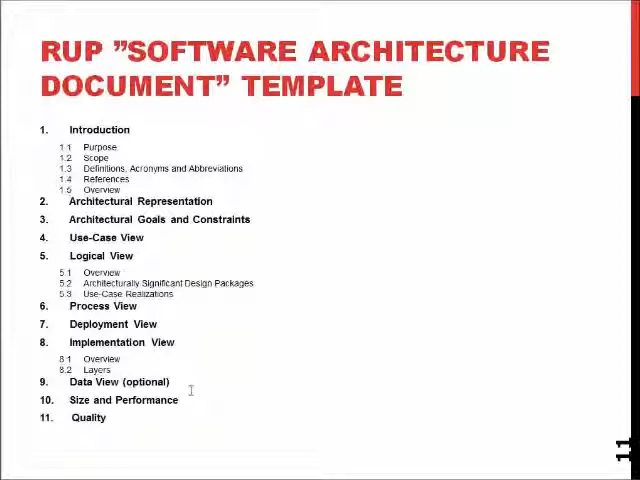 RUP ”SOFTWARE ARCHITECTURE
DOCUMENT” TEMPLATE
1. Introduction
1.1 Purpose
1.2 Scope
1.3 Definitions, Acronyms and Abbreviations
1.4 References
1.5 Overview
2. Architectural Representation
3. Architectural Goals and Constraints
4. Use-Case View
5. Logical View
5.1 Overview
5.2 Architecturally Significant Design Packages
5.3 Use-Case Realizations
6. Process View
7. Deployment View
8. Implementation View
8.1 Overview
8.2 Layers
9. Data View (optional)
10. Size and Performance
11. Quality
11